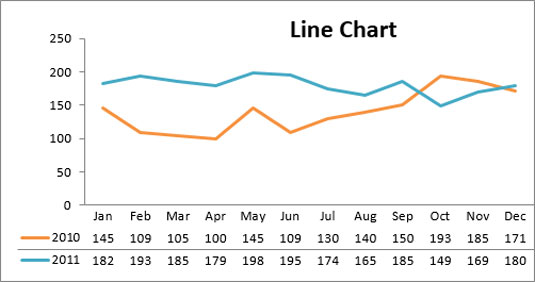 Line Chart
250
200
150
100
50
0
Jan Feb Mar Apr May Jun Jul Aug Sep Oct Nov Dec
2010 145 109 105 100 145 109 130 140 150 193 185 171
2011 182 193 185 179 198 195 174 165 185 149 169 180